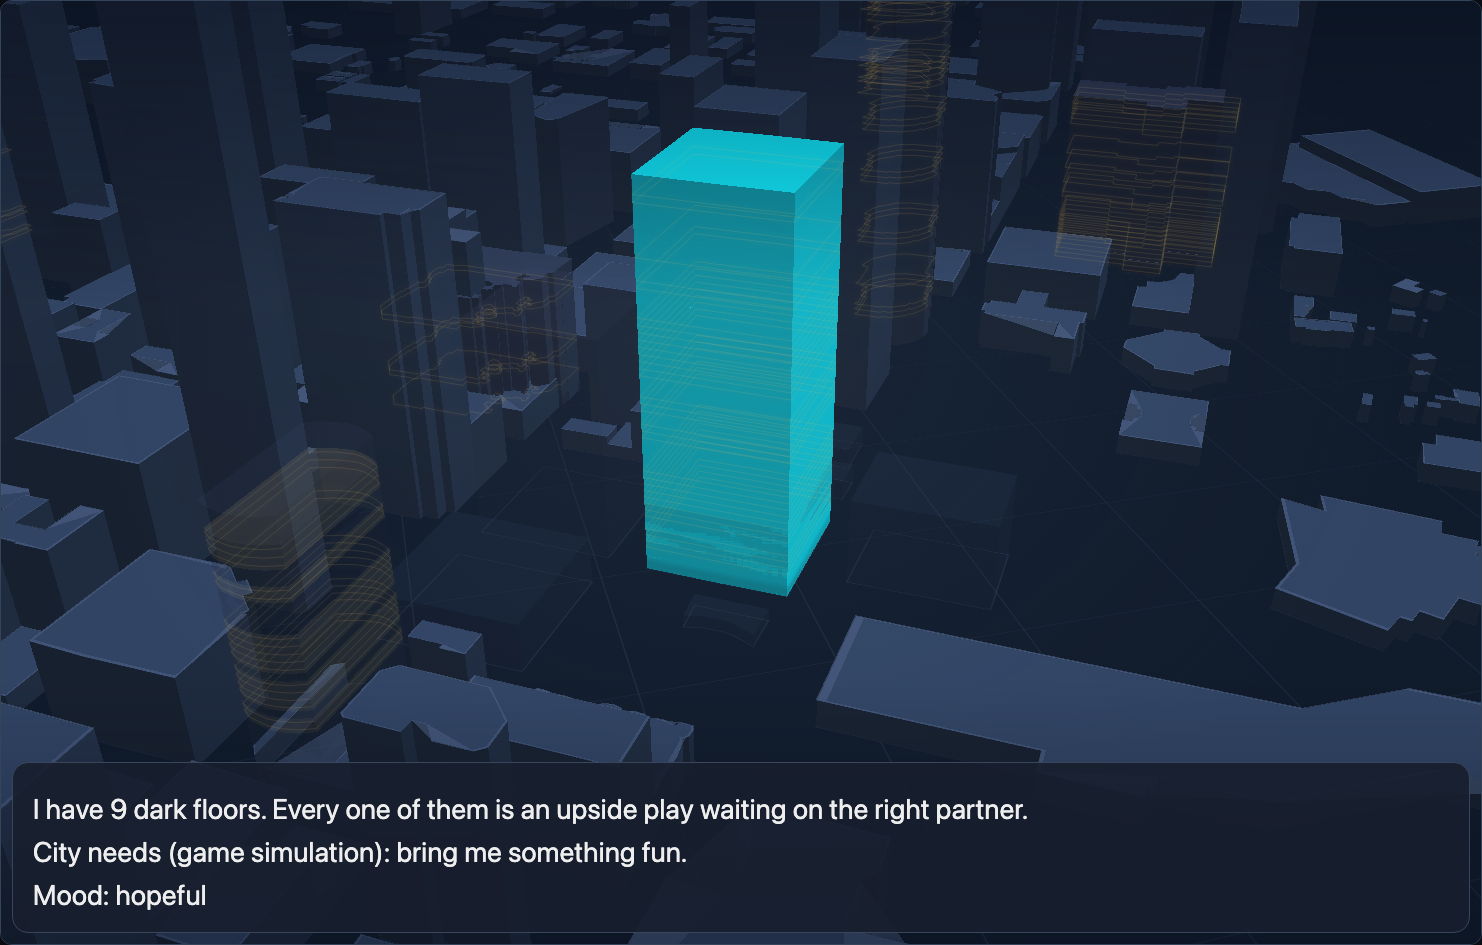 I have 9 dark floors. Every one of them is an upside play waiting on the right partner.
City needs (game simulation): bring me something fun.
Mood: hopeful